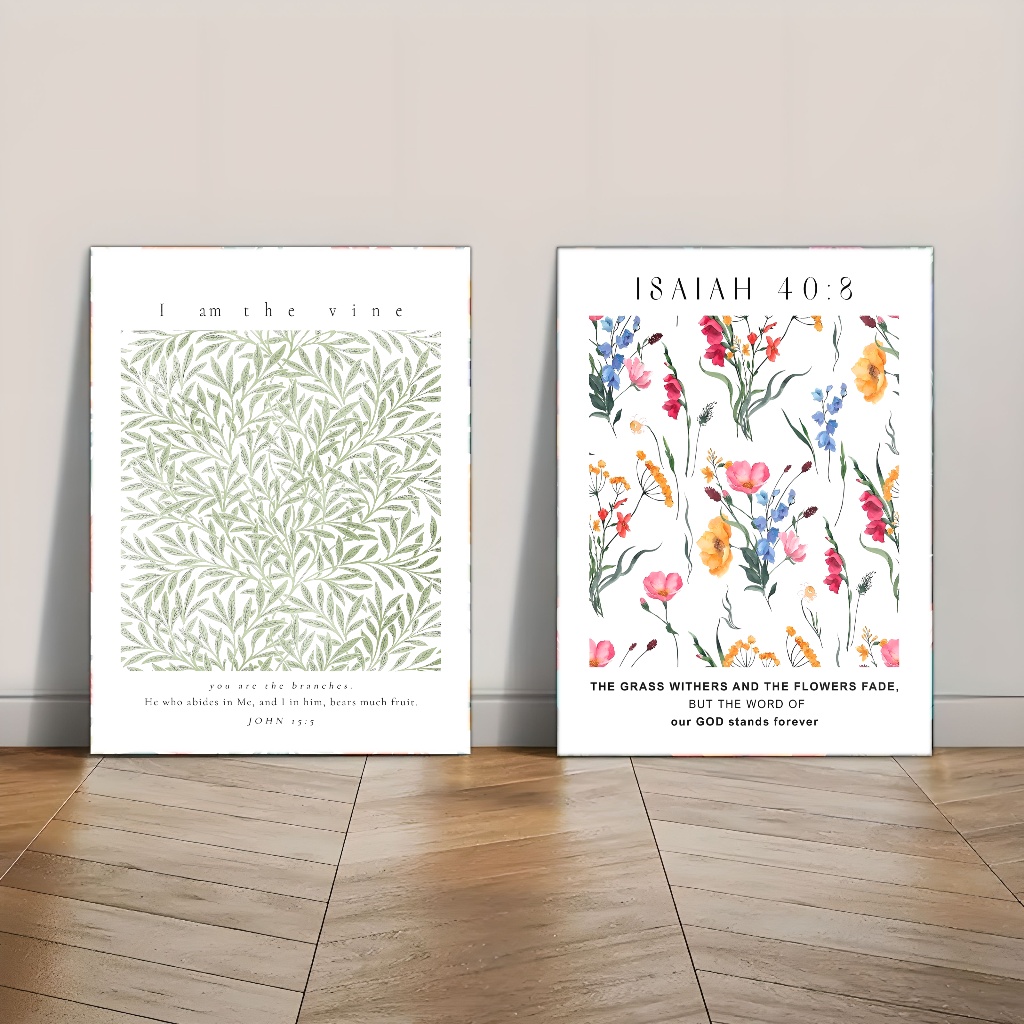 I am the vine
you are the branches.
He who abides in Me, and I in him, bears much fruit.
JOHN 15:5
ISAIAH 40:8
THE GRASS WITHERS AND THE FLOWERS FADE,
BUT THE WORD OF
our GOD stands forever